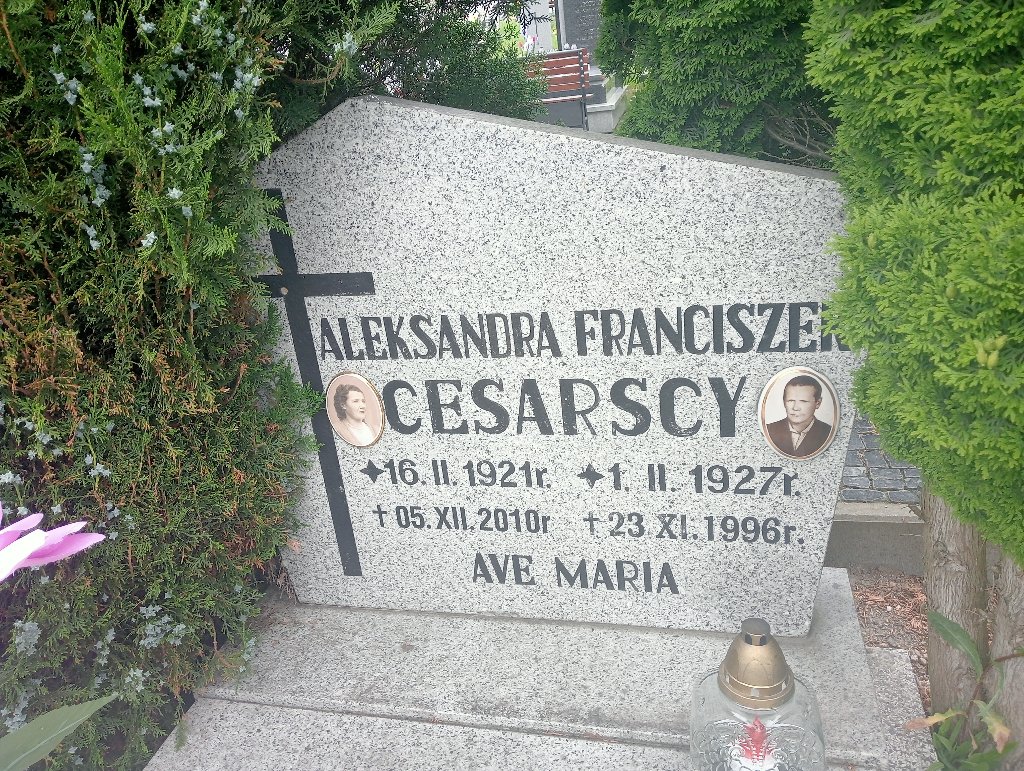 ALEKSANDRA FRANCISZEK
CESARSCY
✦16. II. 1921r. ✦1. II. 1927r.
†05. XII. 2010r †23. XI. 1996r.
AVE MARIA